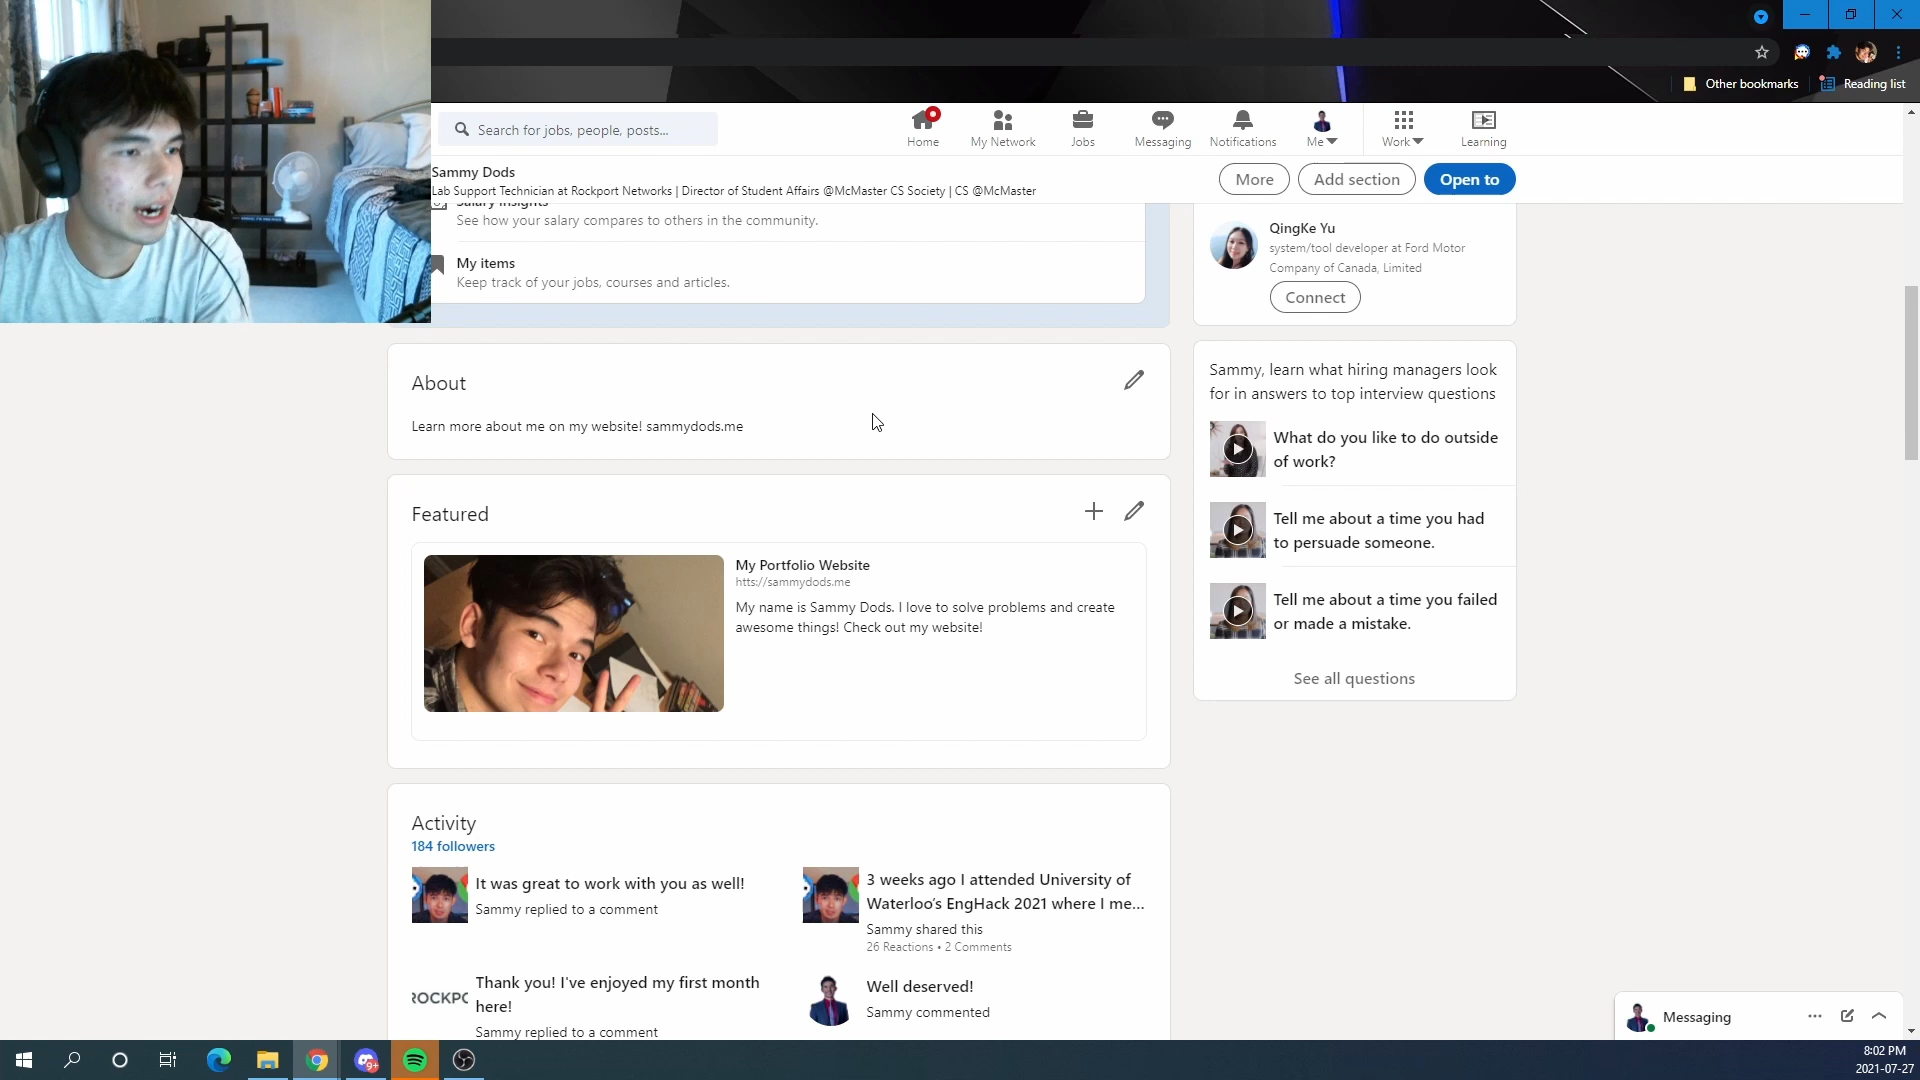 Other bookmarks
Reading list
Search for jobs, people, posts...
Home
My Network
Jobs
Messaging
Notifications
Me
Work
Learning
Sammy Dods
Lab Support Technician at Rockport Networks | Director of Student Affairs @McMaster CS Society | CS @McMaster
More
Add section
Open to
Salary insights
See how your salary compares to others in the community.
My items
Keep track of your jobs, courses and articles.
QingKe Yu
system/tool developer at Ford Motor
Company of Canada, Limited
Connect
About
Learn more about me on my website! sammydods.me
Sammy, learn what hiring managers look
for in answers to top interview questions
What do you like to do outside
of work?
Tell me about a time you had
to persuade someone.
Tell me about a time you failed
or made a mistake.
See all questions
Featured
My Portfolio Website
htts://sammydods.me
My name is Sammy Dods. I love to solve problems and create
awesome things! Check out my website!
Activity
184 followers
It was great to work with you as well!
Sammy replied to a comment
3 weeks ago I attended University of
Waterloo's EngHack 2021 where I me...
Sammy shared this
26 Reactions • 2 Comments
ROCKPO
Thank you! I've enjoyed my first month
here!
Sammy replied to a comment
Well deserved!
Sammy commented
Messaging
9+
8:02 PM
2021-07-27